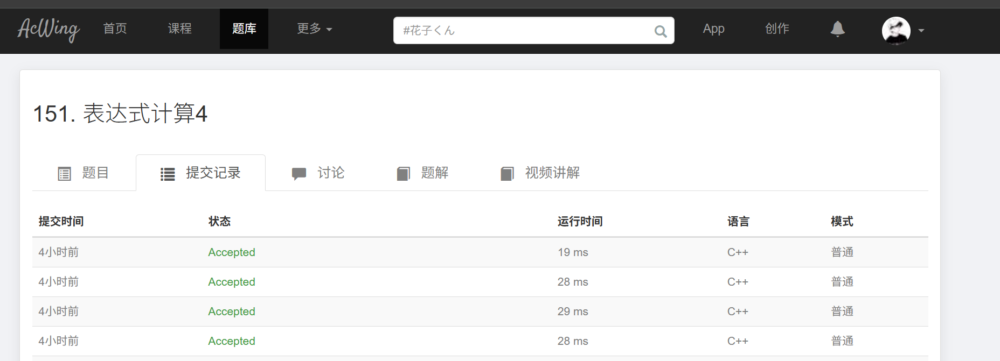 AcWing 首页 课程 题库 更多 #花子くん App 创作
151. 表达式计算4
题目 提交记录 讨论 题解 视频讲解
提交时间 状态 运行时间 语言 模式
4小时前 Accepted 19 ms C++ 普通
4小时前 Accepted 28 ms C++ 普通
4小时前 Accepted 29 ms C++ 普通
4小时前 Accepted 28 ms C++ 普通